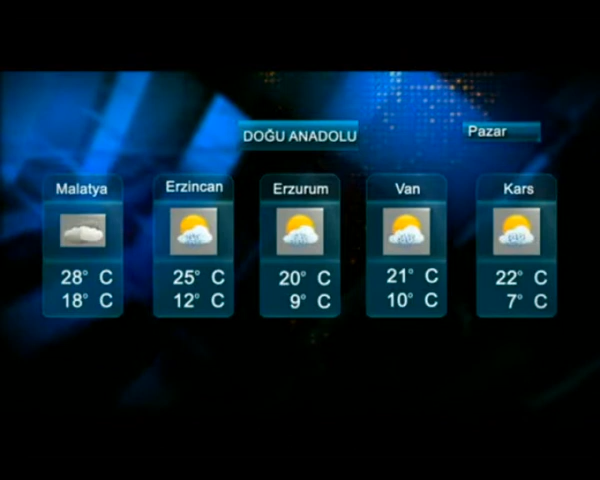 DOĞU ANADOLU
Pazar
Malatya
28° C
18° C
Erzincan
25° C
12° C
Erzurum
20° C
9° C
Van
21° C
10° C
Kars
22° C
7° C